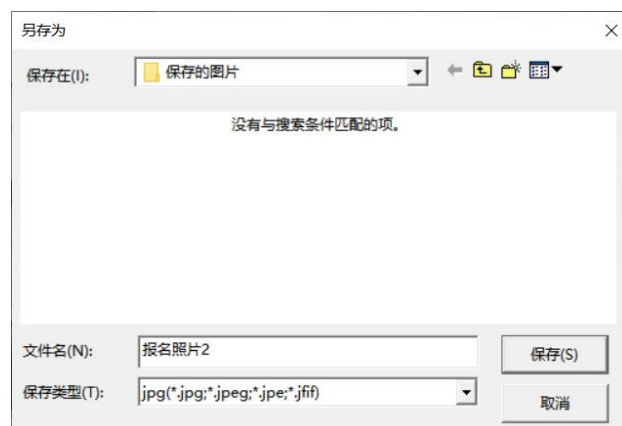 另存为
保存在(I):
保存的图片
没有与搜索条件匹配的项。
文件名(N):
报名照片2
保存(S)
保存类型(T):
jpg(*.jpg;*.jpeg;*.jpe;*.jfif)
取消